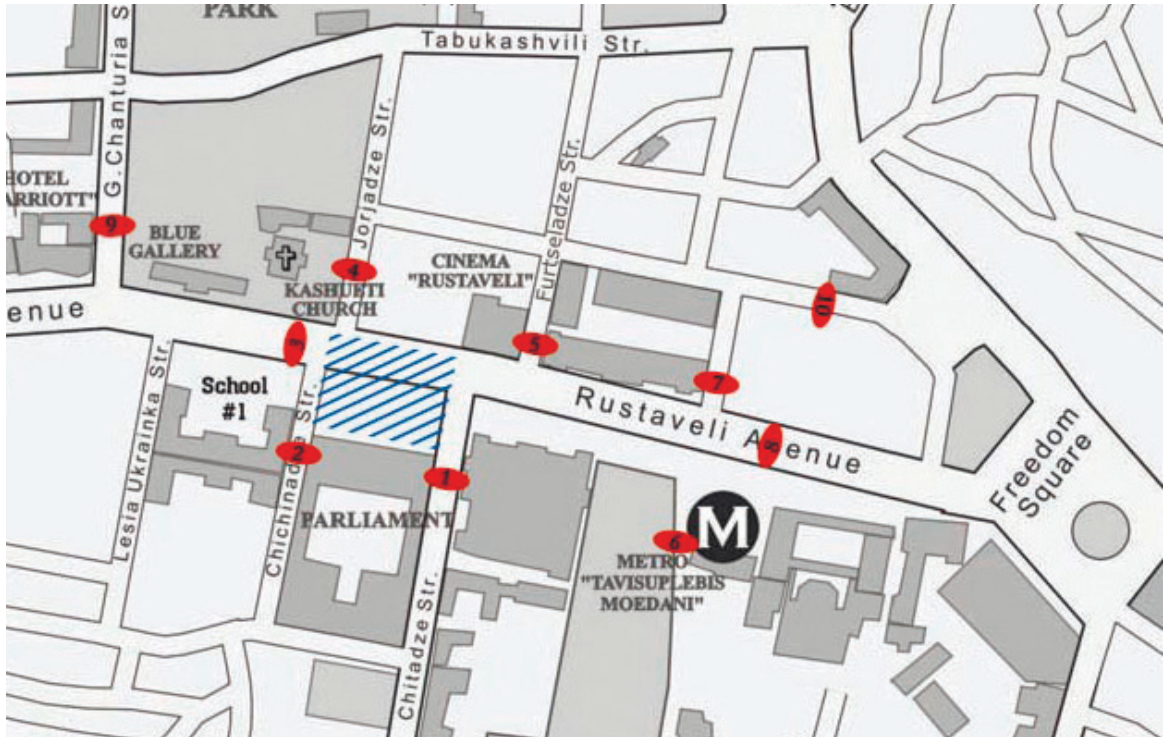 PARK
Tabukashvili Str.
G.Chanturia S
Jorjadze Str.
Furtseladze Str.
HOTEL
ARRIOTT"
9
BLUE
GALLERY
4
KASHUETI
CHURCH
CINEMA
"RUSTAVELI"
10
enue
3
5
7
Rustaveli Avenue
8
Freedom
Square
Lesia Ukrainka Str.
School
#1
Chichinadze Str.
2
1
PARLIAMENT
Chitadze Str.
6
M
METRO
"TAVISUPLEBIS
MOEDANI"